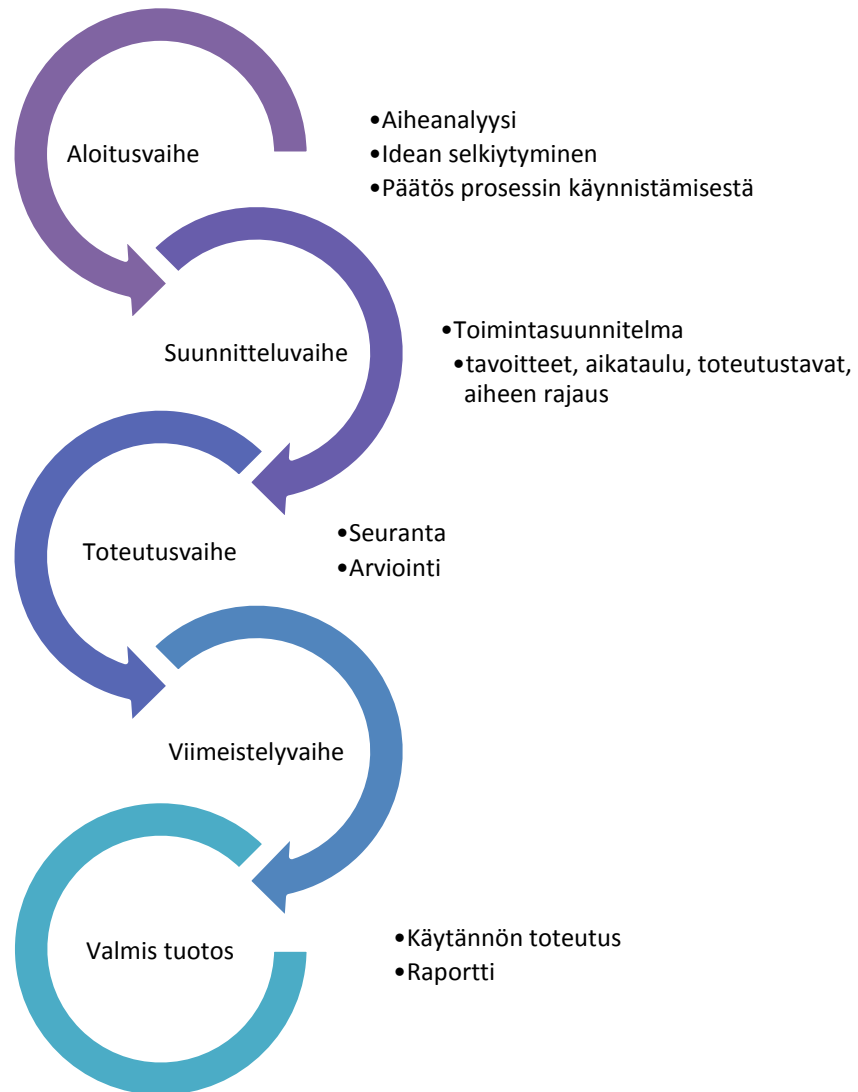 Aloitusvaihe
•Aiheanalyysi
•Idean selkiytyminen
•Päätös prosessin käynnistämisestä
Suunnitteluvaihe
•Toimintasuunnitelma
•tavoitteet, aikataulu, toteutustavat,
aiheen rajaus
Toteutusvaihe
•Seuranta
•Arviointi
Viimeistelyvaihe
Valmis tuotos
•Käytännön toteutus
•Raportti